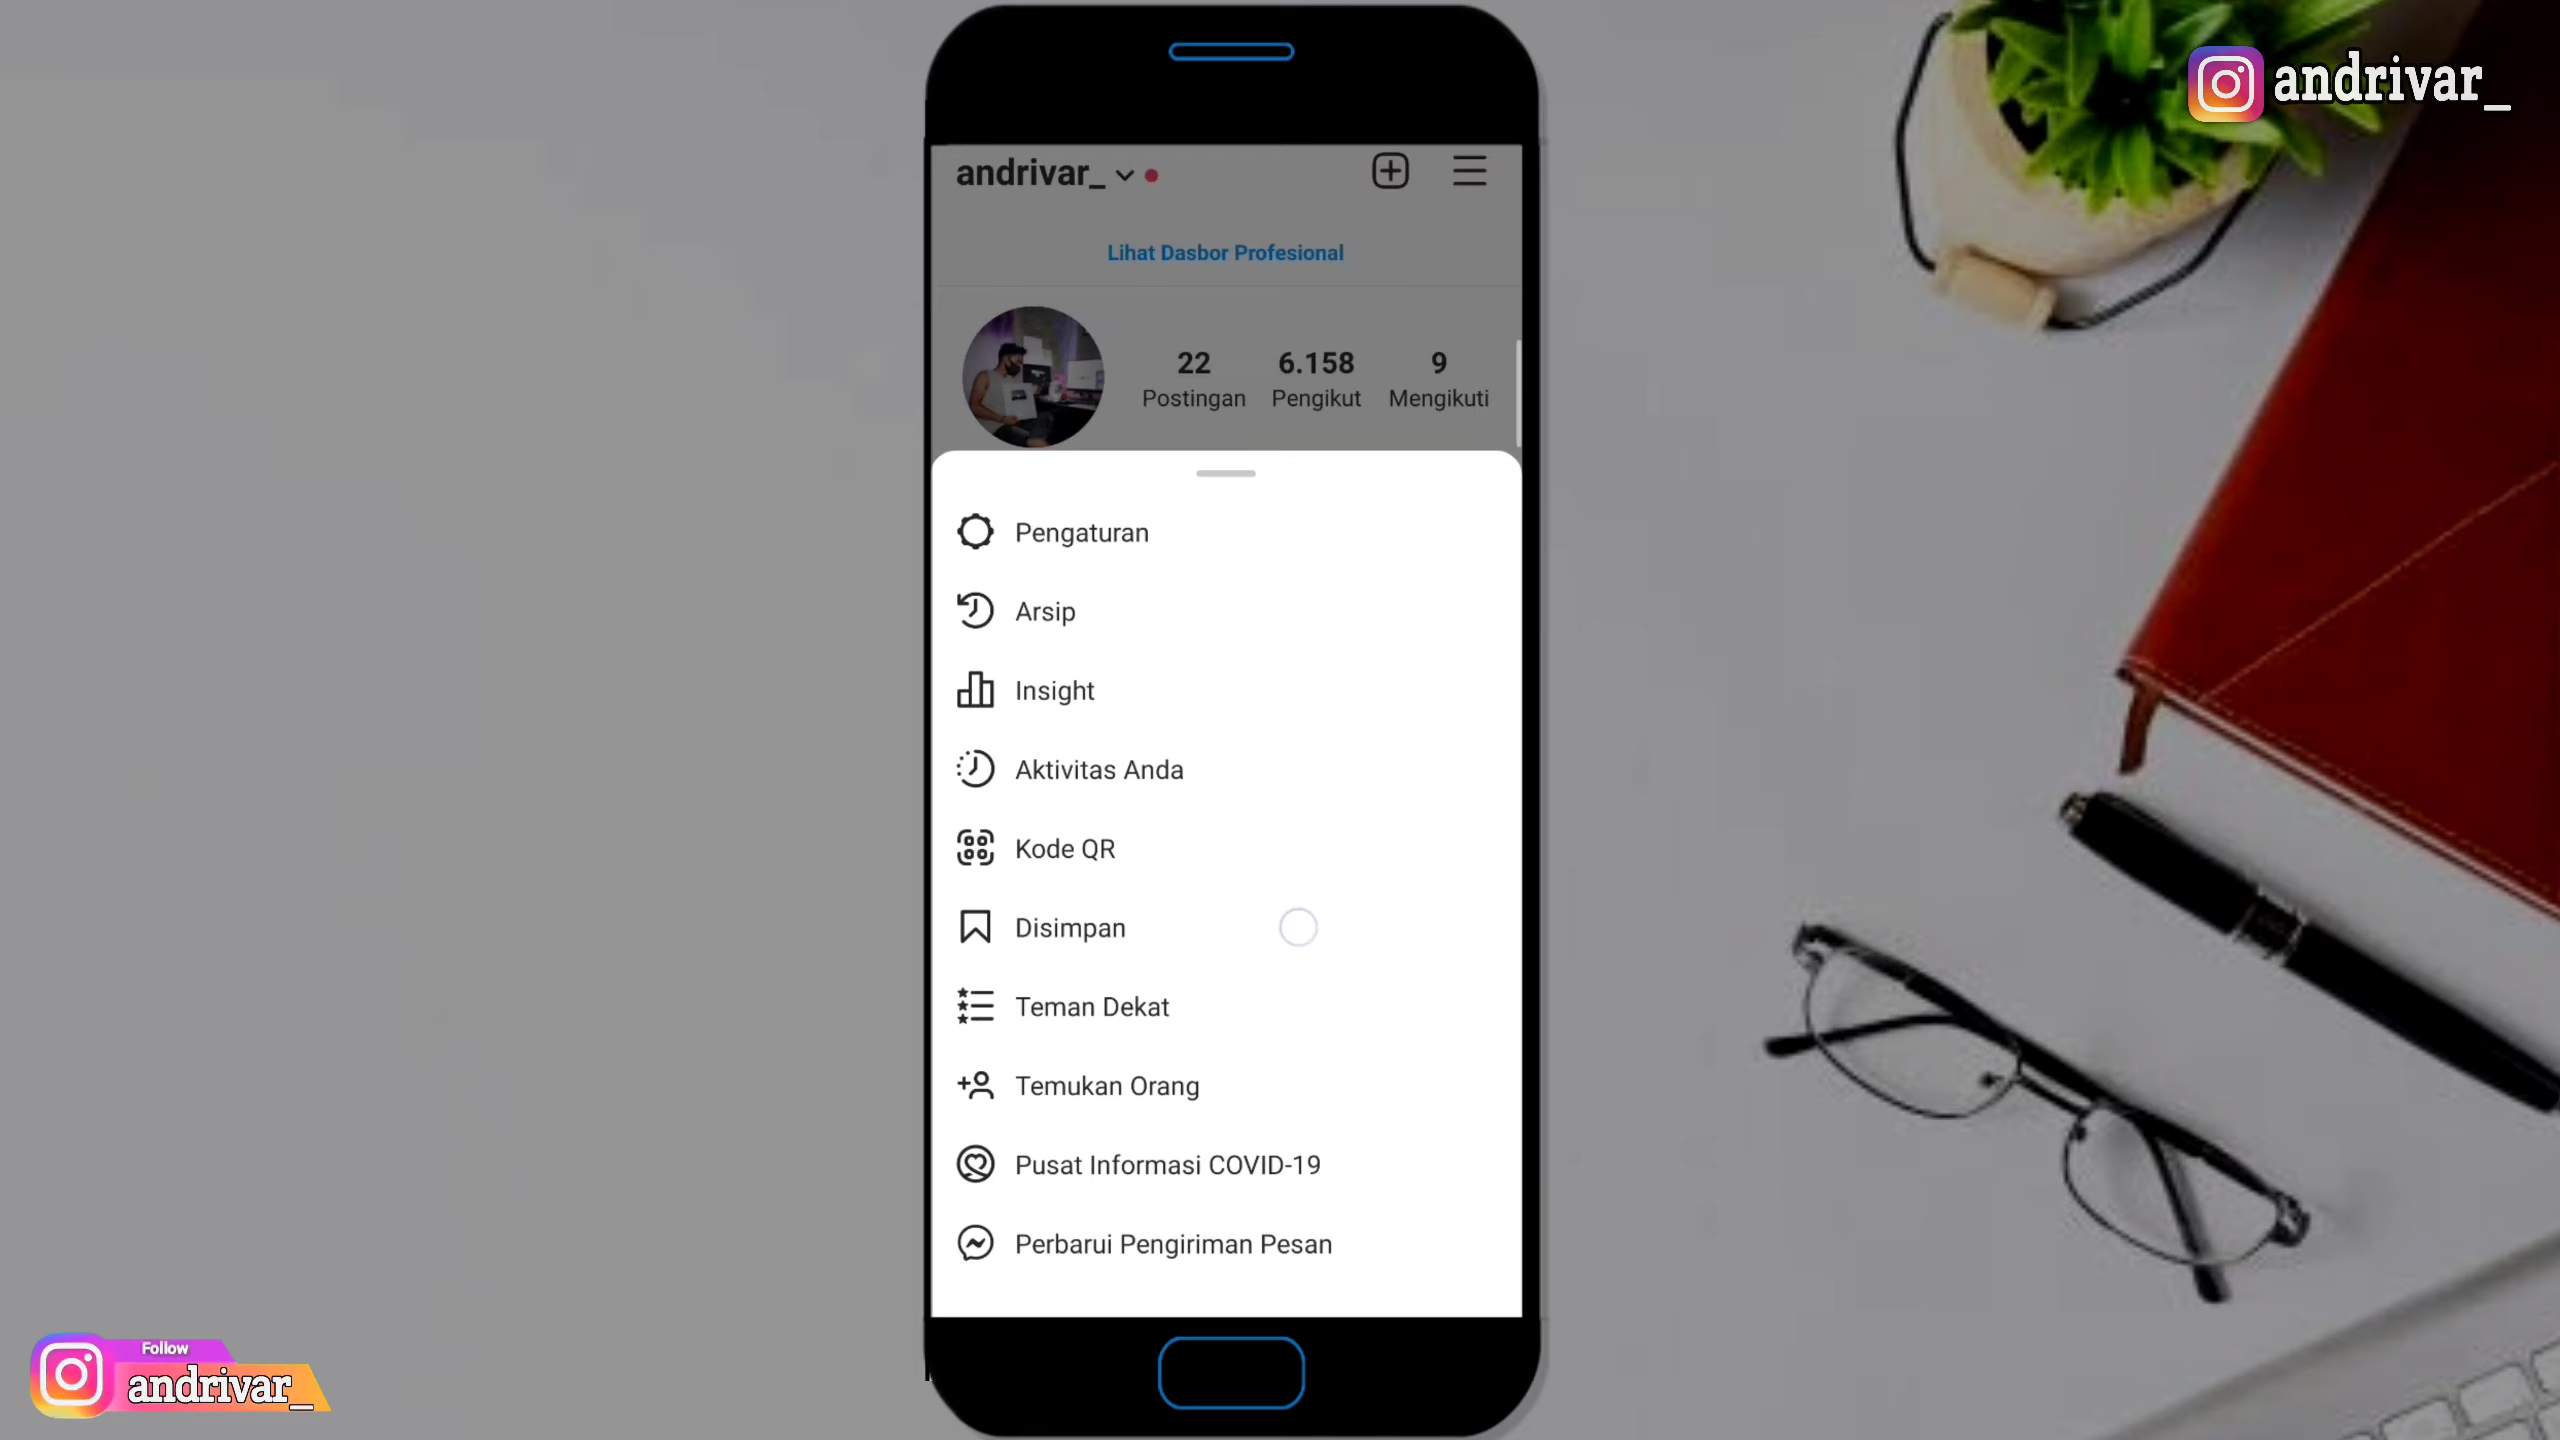 andrivar_
andrivar_
Lihat Dasbor Profesional
22 6.158 9
Postingan Pengikut Mengikuti
Pengaturan
Arsip
Insight
Aktivitas Anda
Kode QR
Disimpan
Teman Dekat
Temukan Orang
Pusat Informasi COVID-19
Perbarui Pengiriman Pesan
Follow
andrivar_